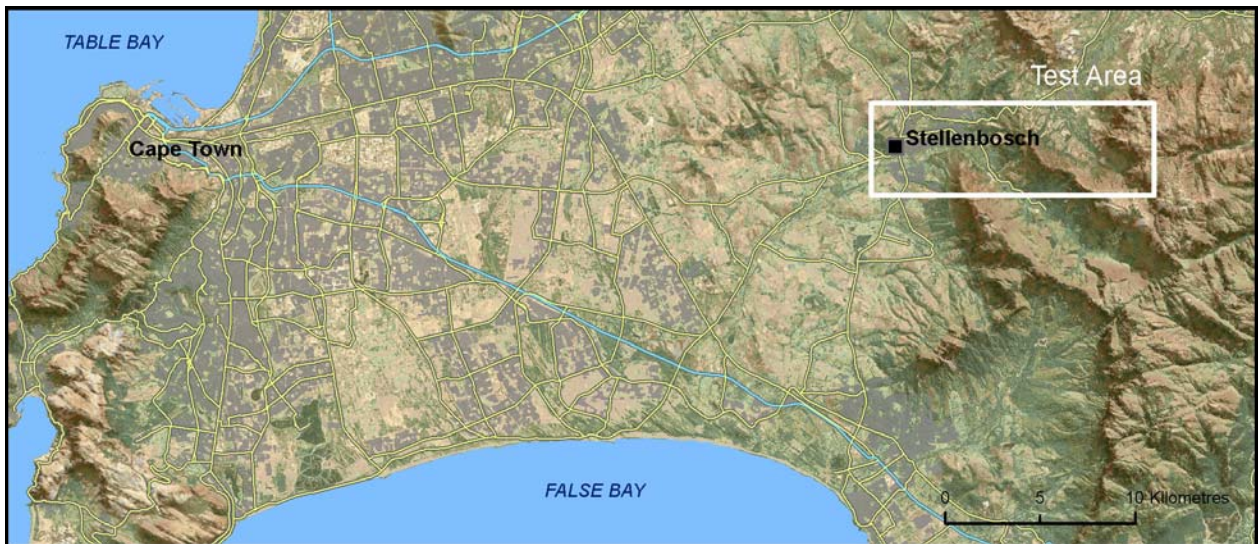 TABLE BAY
Test Area
Cape Town
Stellenbosch
FALSE BAY
0 5 10 Kilometres